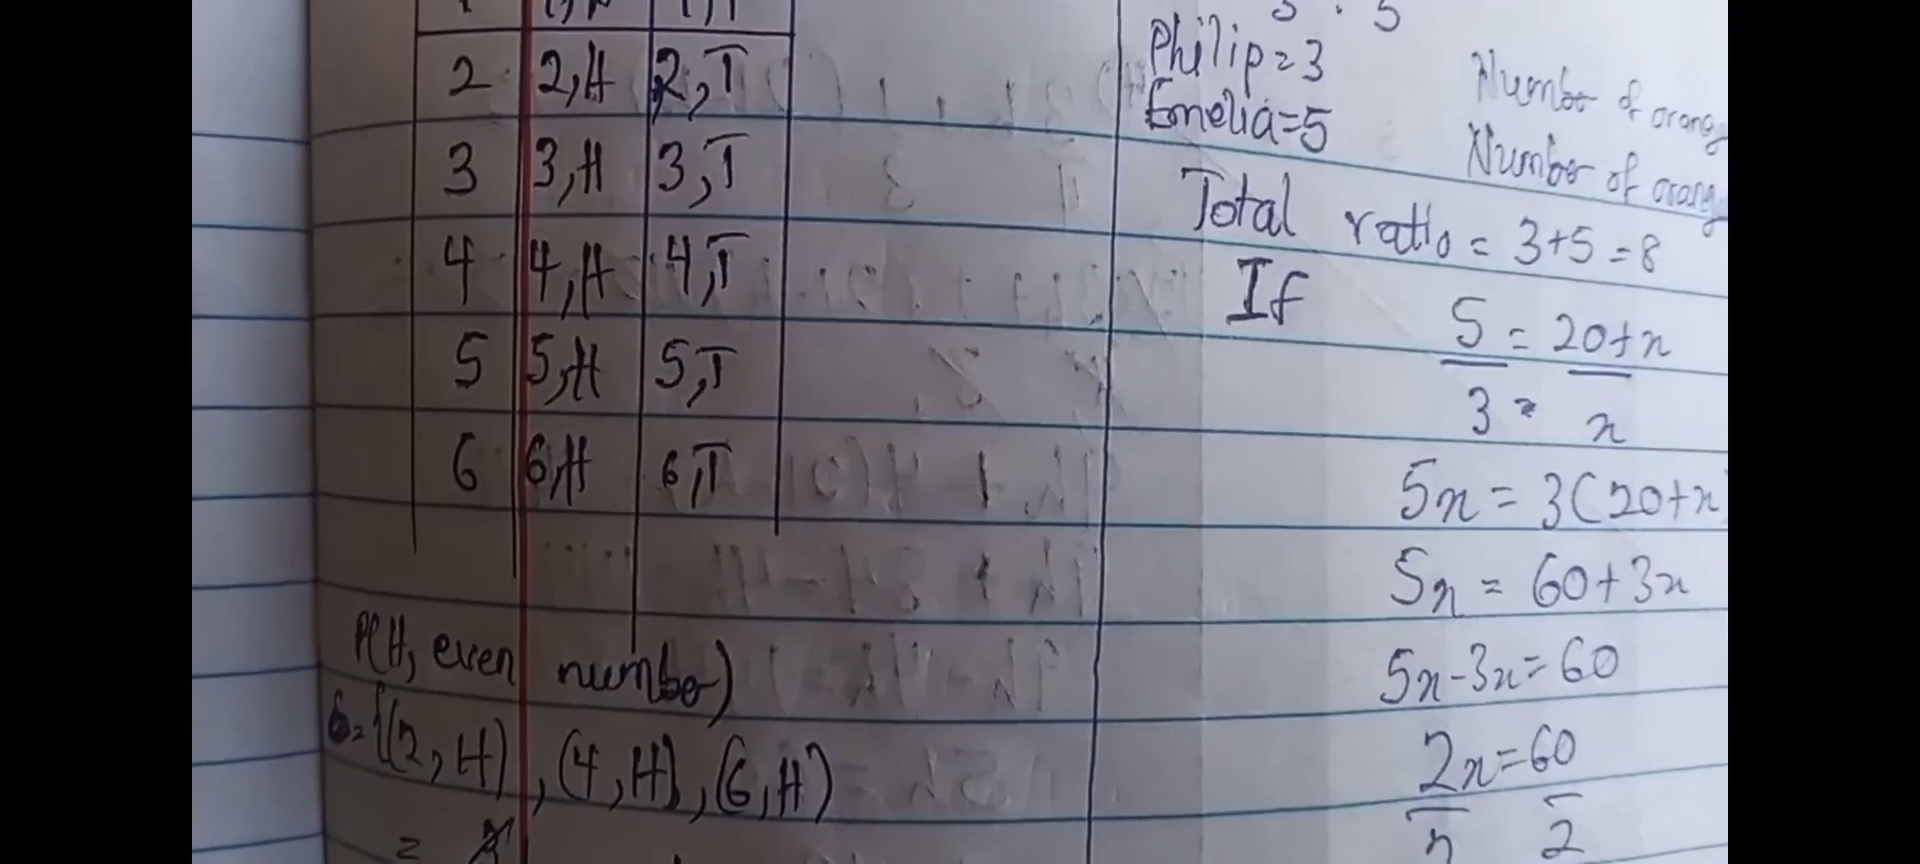 2 2,H 2,T
3 3,H 3,T
4 4,H 4,T
5 5,H 5,T
6 6,H 6,T
P(H, even number)
= {(2,H), (4,H), (6,H)
=
Philip=3
Emelia=5
Number of orang
Number of orang
Total ratio = 3+5=8
If
5 = 20+x
3 = x
5x = 3(20+x)
5x = 60+3x
5x-3x=60
2x=60
2